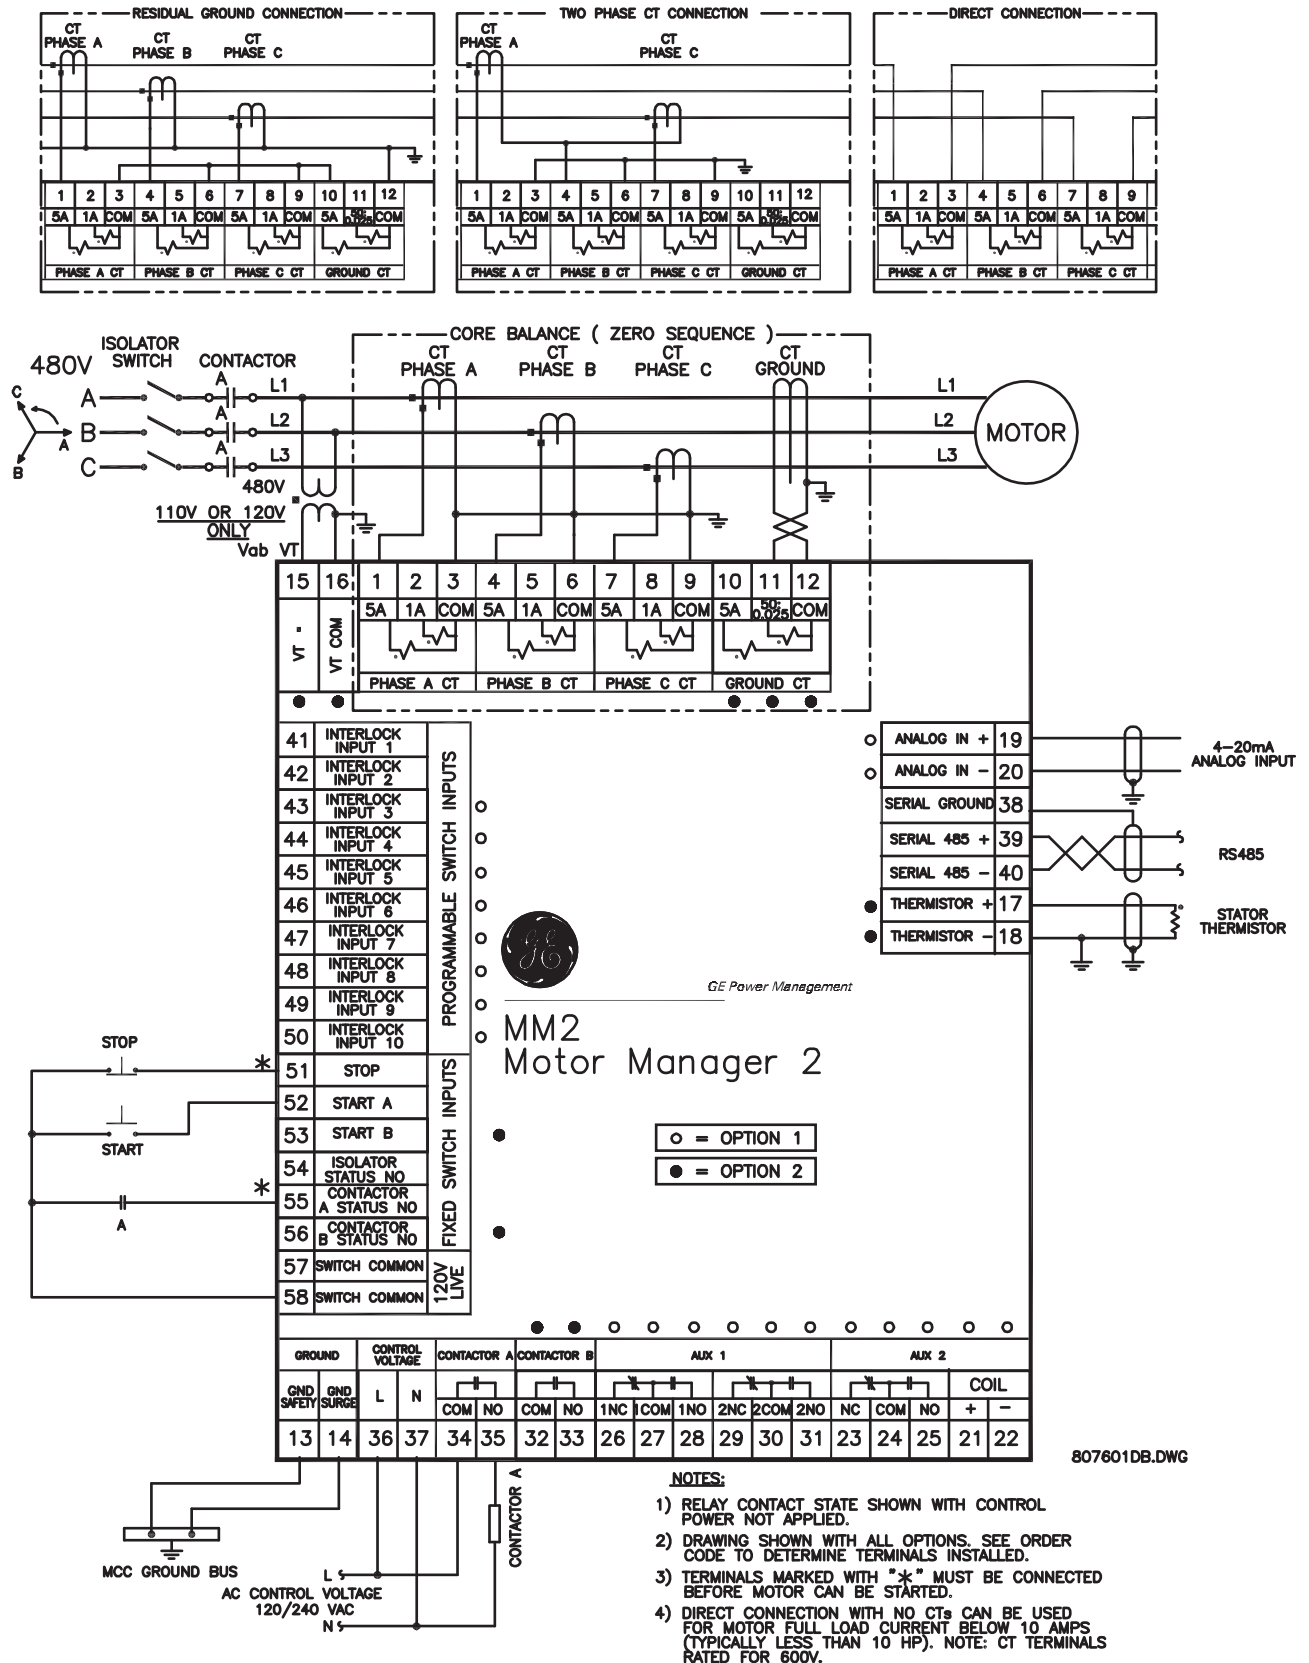 RESIDUAL GROUND CONNECTION
CT PHASE A
CT PHASE B
CT PHASE C
1 2 3 4 5 6 7 8 9 10 11 12
5A 1A COM 5A 1A COM 5A 1A COM 5A 50:0.025 COM
PHASE A CT PHASE B CT PHASE C CT GROUND CT
TWO PHASE CT CONNECTION
CT PHASE A
CT PHASE C
1 2 3 4 5 6 7 8 9 10 11 12
5A 1A COM 5A 1A COM 5A 1A COM 5A 50:0.025 COM
PHASE A CT PHASE B CT PHASE C CT GROUND CT
DIRECT CONNECTION
1 2 3 4 5 6 7 8 9
5A 1A COM 5A 1A COM 5A 1A COM
PHASE A CT PHASE B CT PHASE C CT
CORE BALANCE ( ZERO SEQUENCE )
480V
ISOLATOR SWITCH
CONTACTOR
CT PHASE A
CT PHASE B
CT PHASE C
CT GROUND
C
A
B
A A L1 L1
B A L2 L2
C A L3 L3
MOTOR
480V
110V OR 120V
ONLY
Vab VT
15 16 1 2 3 4 5 6 7 8 9 10 11 12
VT
VT COM
5A 1A COM 5A 1A COM 5A 1A COM 5A 50:0.025 COM
PHASE A CT PHASE B CT PHASE C CT GROUND CT
41 INTERLOCK INPUT 1
42 INTERLOCK INPUT 2
43 INTERLOCK INPUT 3
44 INTERLOCK INPUT 4
45 INTERLOCK INPUT 5
46 INTERLOCK INPUT 6
47 INTERLOCK INPUT 7
48 INTERLOCK INPUT 8
49 INTERLOCK INPUT 9
50 INTERLOCK INPUT 10
PROGRAMMABLE SWITCH INPUTS
STOP
* 51 STOP
52 START A
START
53 START B
54 ISOLATOR STATUS NO
* 55 CONTACTOR A STATUS NO
A
56 CONTACTOR B STATUS NO
FIXED SWITCH INPUTS
57 SWITCH COMMON
58 SWITCH COMMON
120V LIVE
ANALOG IN + 19
ANALOG IN - 20
4-20mA
ANALOG INPUT
SERIAL GROUND 38
SERIAL 485 + 39
SERIAL 485 - 40
RS485
THERMISTOR + 17
THERMISTOR - 18
STATOR
THERMISTOR
GE
GE Power Management
MM2
Motor Manager 2
O = OPTION 1
● = OPTION 2
GROUND CONTROL VOLTAGE CONTACTOR A CONTACTOR B AUX 1 AUX 2
COIL
GND SAFETY GND SURGE L N
COM NO COM NO 1NC 1COM 1NO 2NC 2COM 2NO NC COM NO + -
13 14 36 37 34 35 32 33 26 27 28 29 30 31 23 24 25 21 22
MCC GROUND BUS
CONTACTOR A
L
AC CONTROL VOLTAGE
120/240 VAC
N
807601DB.DWG
NOTES:
1) RELAY CONTACT STATE SHOWN WITH CONTROL
POWER NOT APPLIED.
2) DRAWING SHOWN WITH ALL OPTIONS. SEE ORDER
CODE TO DETERMINE TERMINALS INSTALLED.
3) TERMINALS MARKED WITH "*" MUST BE CONNECTED
BEFORE MOTOR CAN BE STARTED.
4) DIRECT CONNECTION WITH NO CTs CAN BE USED
FOR MOTOR FULL LOAD CURRENT BELOW 10 AMPS
(TYPICALLY LESS THAN 10 HP). NOTE: CT TERMINALS
RATED FOR 600V.